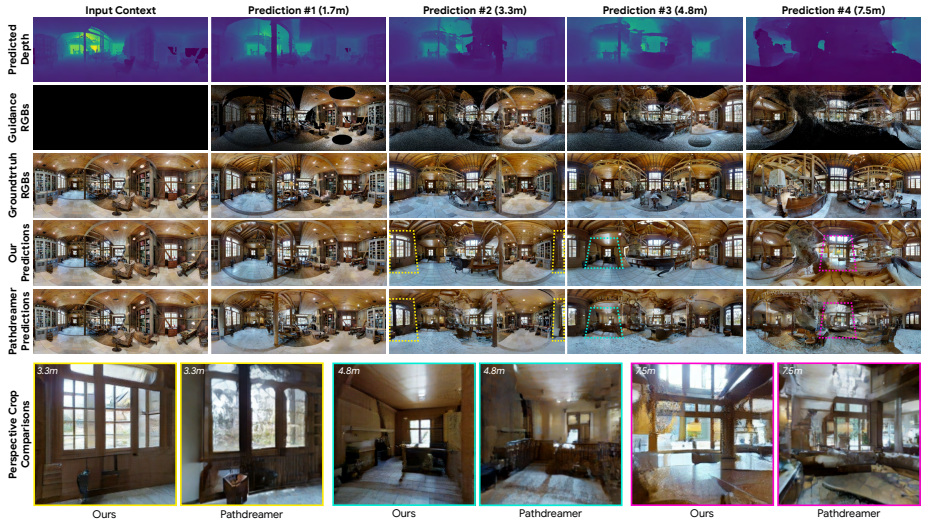 Input Context
Prediction #1 (1.7m)
Prediction #2 (3.3m)
Prediction #3 (4.8m)
Prediction #4 (7.5m)
Predicted
Depth
Guidance
RGBs
Groundtrtuh
RGBs
Our
Predictions
Pathdreamer
Predictions
Perspective Crop
Comparisons
3.3m
3.3m
4.8m
4.8m
7.5m
7.5m
Ours
Pathdreamer
Ours
Pathdreamer
Ours
Pathdreamer